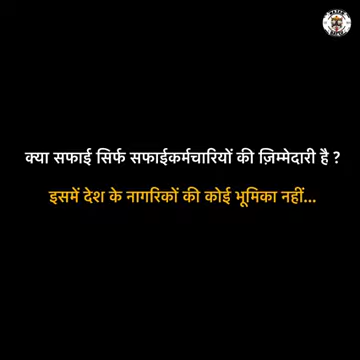 क्या सफाई सिर्फ सफाईकर्मचारियों की ज़िम्मेदारी है ?
इसमें देश के नागरिकों की कोई भूमिका नहीं...